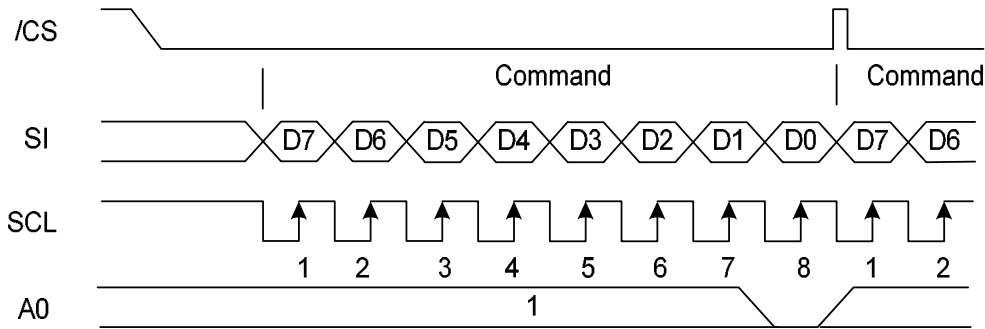 /CS
Command Command
SI D7 D6 D5 D4 D3 D2 D1 D0 D7 D6
SCL
1 2 3 4 5 6 7 8 1 2
A0 1